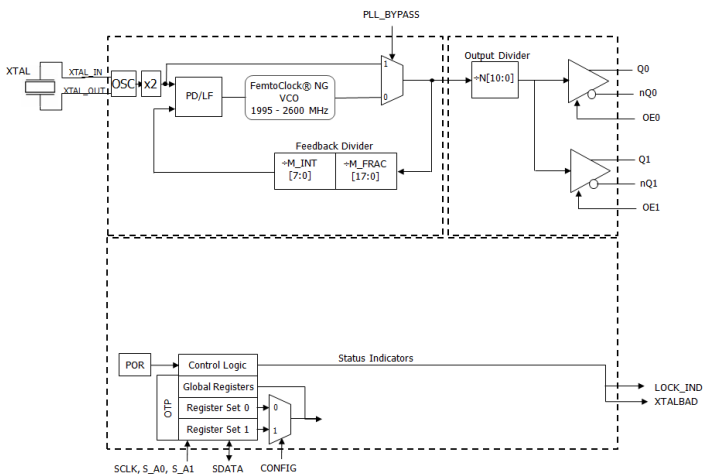 PLL_BYPASS
XTAL
XTAL_IN
XTAL_OUT
OSC
x2
PD/LF
FemtoClock® NG
VCO
1995 - 2600 MHz
1
0
Output Divider
÷N[10:0]
Q0
nQ0
OE0
Feedback Divider
÷M_INT
[7:0]
÷M_FRAC
[17:0]
Q1
nQ1
OE1
POR
Control Logic
Status Indicators
OTP
Global Registers
Register Set 0
Register Set 1
0
1
LOCK_IND
XTALBAD
SCLK, S_A0, S_A1
SDATA
CONFIG